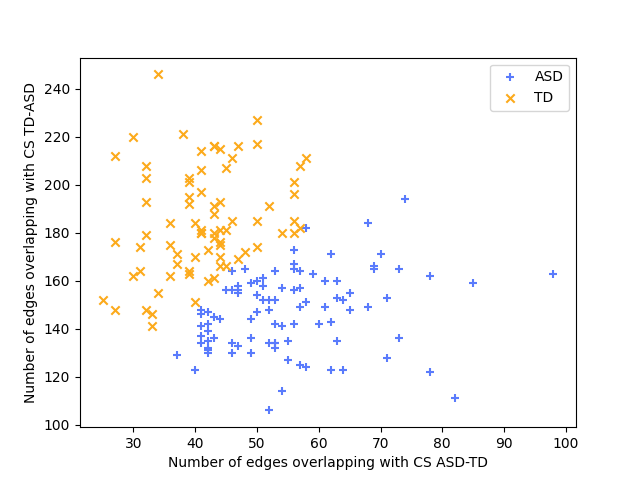 ASD
TD
240
220
200
180
160
140
120
100
Number of edges overlapping with CS TD-ASD
30 40 50 60 70 80 90 100
Number of edges overlapping with CS ASD-TD